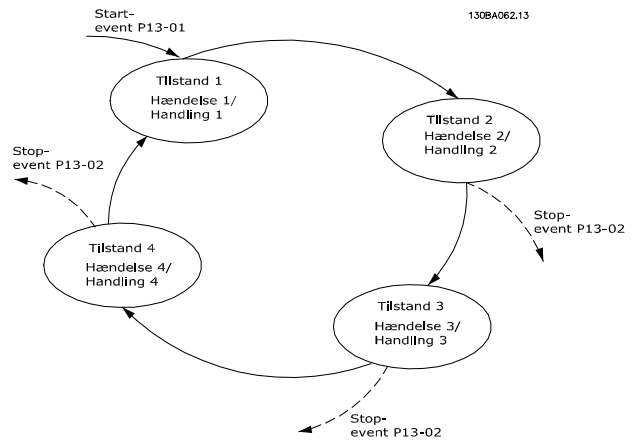 Start-
event P13-01
130BA062.13
Tilstand 1
Hændelse 1/
Handling 1
Tilstand 2
Hændelse 2/
Handling 2
Stop-
event P13-02
Stop-
event P13-02
Tilstand 4
Hændelse 4/
Handling 4
Tilstand 3
Hændelse 3/
Handling 3
Stop-
event P13-02